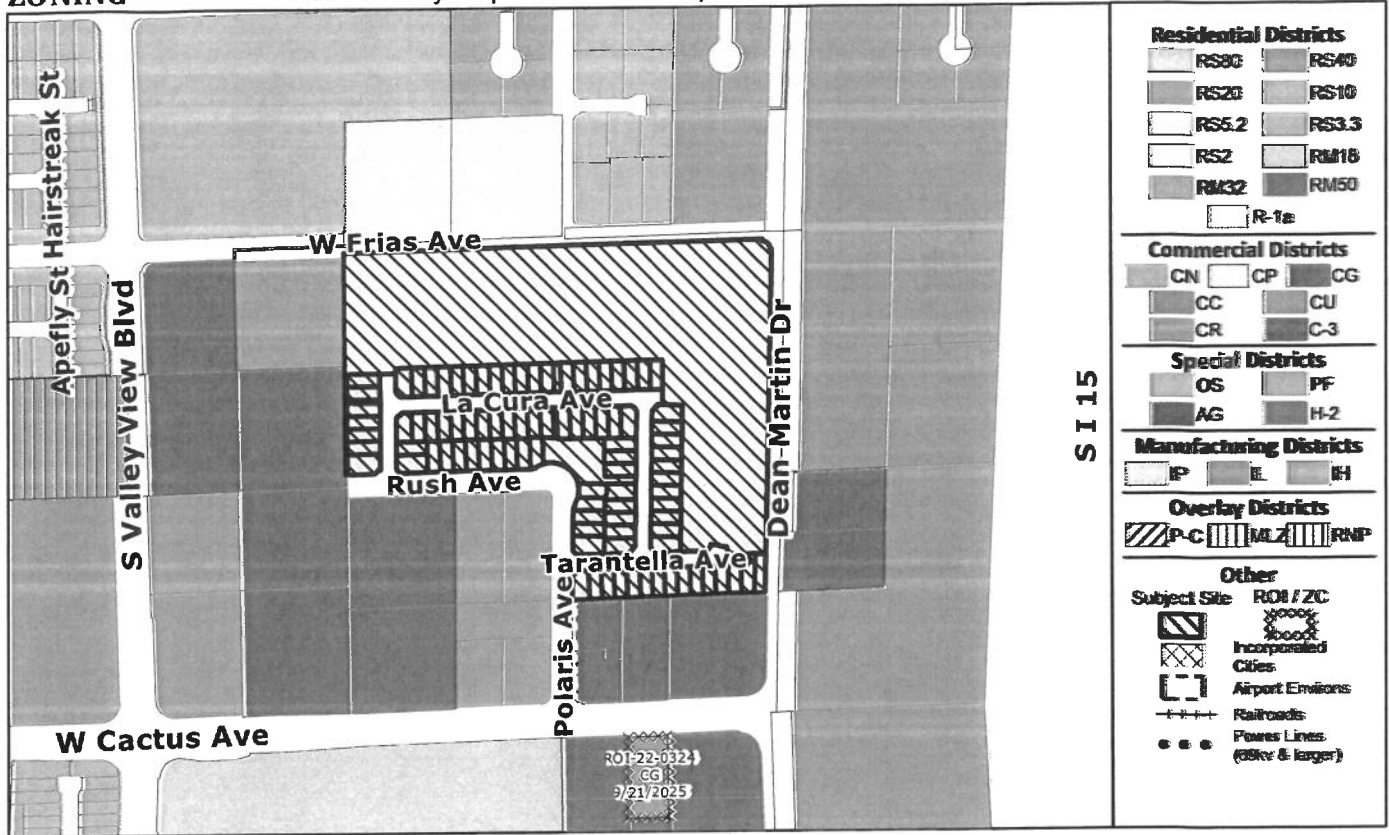 ZONING
Apefly St Hairstreak St
S Valley View Blvd
W Frias Ave
La Cura Ave
Rush Ave
Tarantella Ave
Polaris Ave
Dean Martin Dr
W Cactus Ave
ROI-22-0324
CG
9/21/2025
S I 15
Residential Districts
RS80 RS40
RS20 RS10
RS5.2 RS3.3
RS2 RM18
RM32 RM50
R-1a
Commercial Districts
CN CP CG
CC CU
CR C-3
Special Districts
OS PF
AG H-2
Manufacturing Districts
IP IL IH
Overlay Districts
P-C MLZ RNP
Other
Subject Site ROI / ZC
Incorporated
Cities
Airport Environs
Railroads
Power Lines
(69kv & larger)